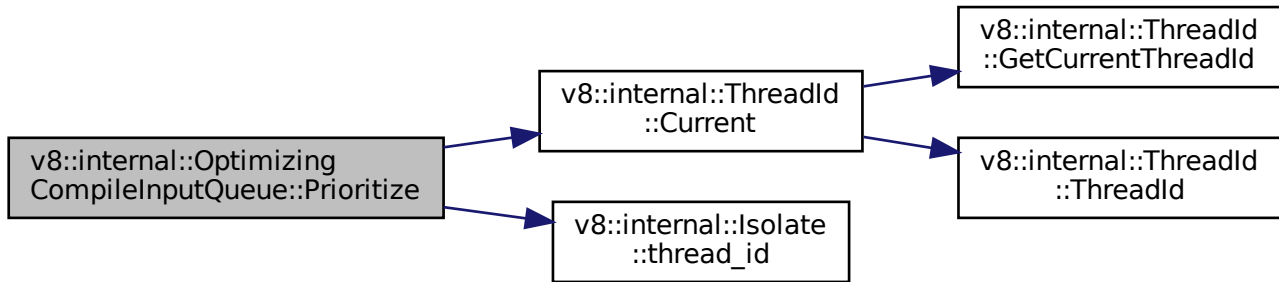 v8::internal::Optimizing
CompileInputQueue::Prioritize
v8::internal::ThreadId
::Current
v8::internal::Isolate
::thread_id
v8::internal::ThreadId
::GetCurrentThreadId
v8::internal::ThreadId
::ThreadId